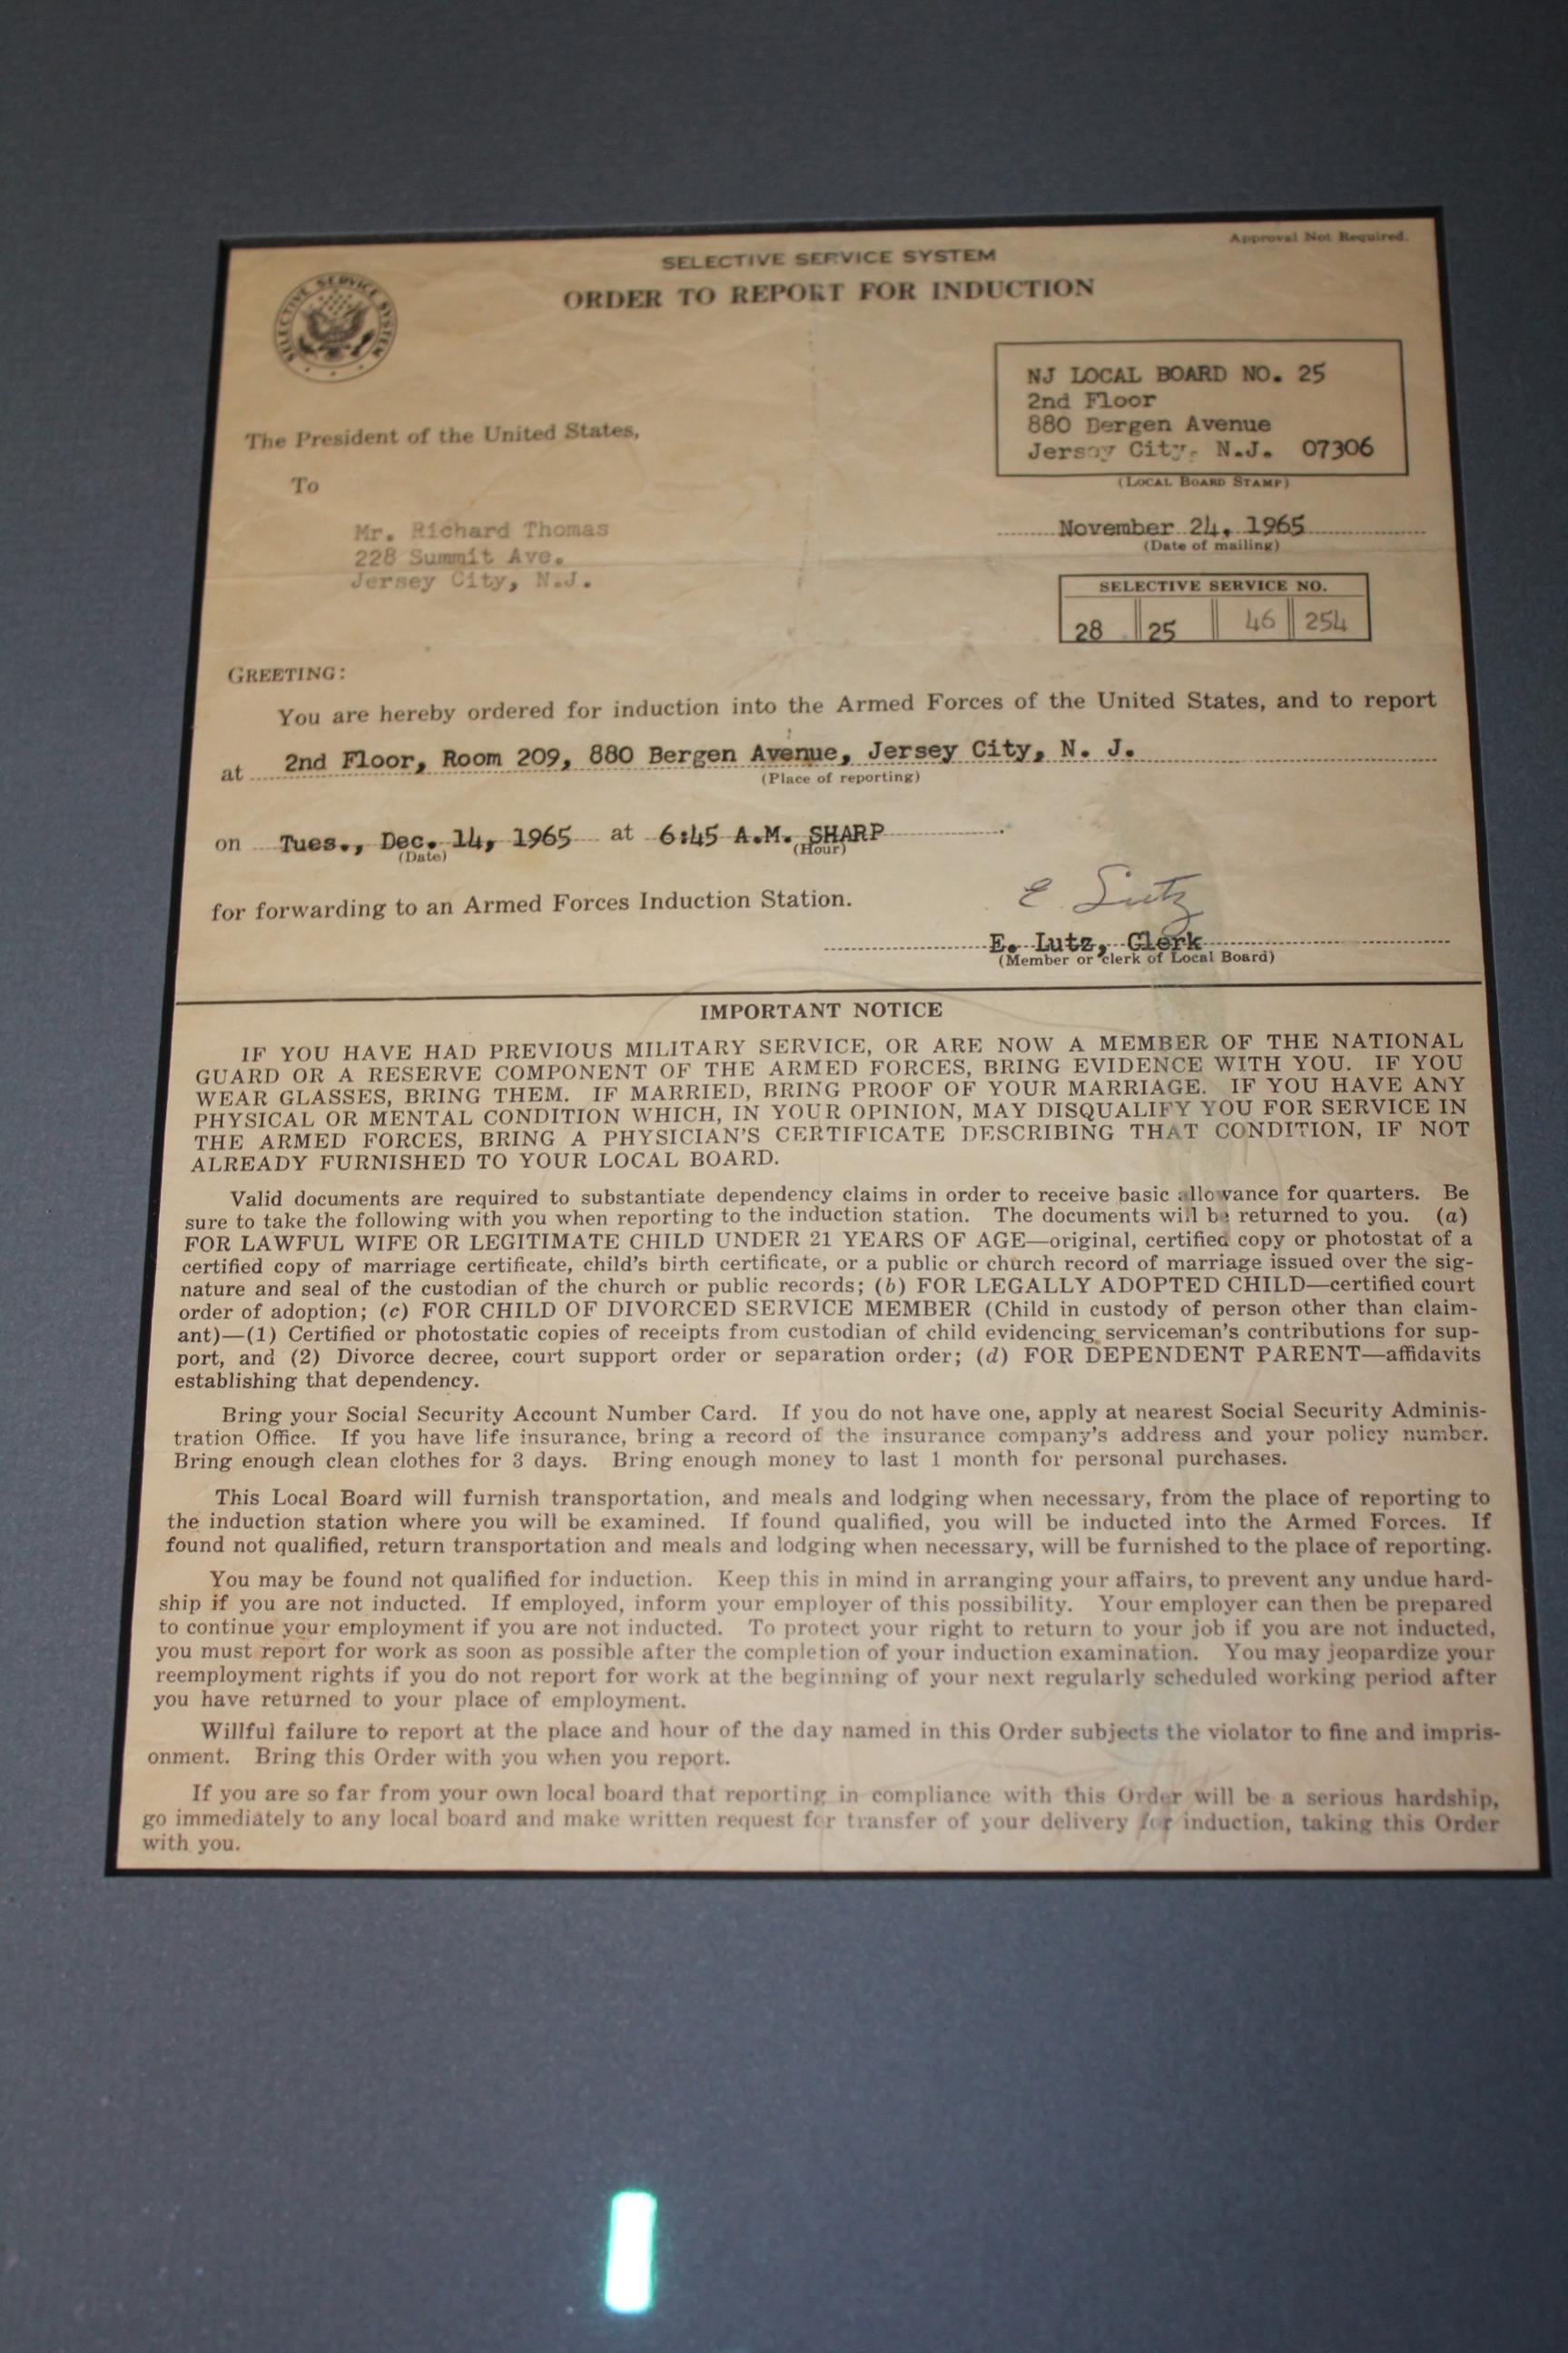 Approval Not Required.
SELECTIVE SERVICE SYSTEM
ORDER TO REPORT FOR INDUCTION
SELECTIVE SERVICE SYSTEM
NJ LOCAL BOARD NO. 25
2nd Floor
880 Bergen Avenue
Jersey City, N.J. 07306
(LOCAL BOARD STAMP)
The President of the United States,
To
Mr. Richard Thomas
228 Summit Ave.
Jersey City, N.J.
November 24, 1965
(Date of mailing)
SELECTIVE SERVICE NO.
28 25 46 254
GREETING:
You are hereby ordered for induction into the Armed Forces of the United States, and to report
at 2nd Floor, Room 209, 880 Bergen Avenue, Jersey City, N. J.
(Place of reporting)
on Tues., Dec. 14, 1965 at 6:45 A.M. SHARP
(Date) (Hour)
for forwarding to an Armed Forces Induction Station.
E Lutz
E. Lutz, Clerk
(Member or clerk of Local Board)
IMPORTANT NOTICE
IF YOU HAVE HAD PREVIOUS MILITARY SERVICE, OR ARE NOW A MEMBER OF THE NATIONAL
GUARD OR A RESERVE COMPONENT OF THE ARMED FORCES, BRING EVIDENCE WITH YOU. IF YOU
WEAR GLASSES, BRING THEM. IF MARRIED, BRING PROOF OF YOUR MARRIAGE. IF YOU HAVE ANY
PHYSICAL OR MENTAL CONDITION WHICH, IN YOUR OPINION, MAY DISQUALIFY YOU FOR SERVICE IN
THE ARMED FORCES, BRING A PHYSICIAN'S CERTIFICATE DESCRIBING THAT CONDITION, IF NOT
ALREADY FURNISHED TO YOUR LOCAL BOARD.
Valid documents are required to substantiate dependency claims in order to receive basic allowance for quarters. Be
sure to take the following with you when reporting to the induction station. The documents will be returned to you. (a)
FOR LAWFUL WIFE OR LEGITIMATE CHILD UNDER 21 YEARS OF AGE—original, certified copy or photostat of a
certified copy of marriage certificate, child's birth certificate, or a public or church record of marriage issued over the sig-
nature and seal of the custodian of the church or public records; (b) FOR LEGALLY ADOPTED CHILD—certified court
order of adoption; (c) FOR CHILD OF DIVORCED SERVICE MEMBER (Child in custody of person other than claim-
ant)—(1) Certified or photostatic copies of receipts from custodian of child evidencing serviceman's contributions for sup-
port, and (2) Divorce decree, court support order or separation order; (d) FOR DEPENDENT PARENT—affidavits
establishing that dependency.
Bring your Social Security Account Number Card. If you do not have one, apply at nearest Social Security Adminis-
tration Office. If you have life insurance, bring a record of the insurance company's address and your policy number.
Bring enough clean clothes for 3 days. Bring enough money to last 1 month for personal purchases.
This Local Board will furnish transportation, and meals and lodging when necessary, from the place of reporting to
the induction station where you will be examined. If found qualified, you will be inducted into the Armed Forces. If
found not qualified, return transportation and meals and lodging when necessary, will be furnished to the place of reporting.
You may be found not qualified for induction. Keep this in mind in arranging your affairs, to prevent any undue hard-
ship if you are not inducted. If employed, inform your employer of this possibility. Your employer can then be prepared
to continue your employment if you are not inducted. To protect your right to return to your job if you are not inducted,
you must report for work as soon as possible after the completion of your induction examination. You may jeopardize your
reemployment rights if you do not report for work at the beginning of your next regularly scheduled working period after
you have returned to your place of employment.
Willful failure to report at the place and hour of the day named in this Order subjects the violator to fine and impris-
onment. Bring this Order with you when you report.
If you are so far from your own local board that reporting in compliance with this Order will be a serious hardship,
go immediately to any local board and make written request for transfer of your delivery for induction, taking this Order
with you.